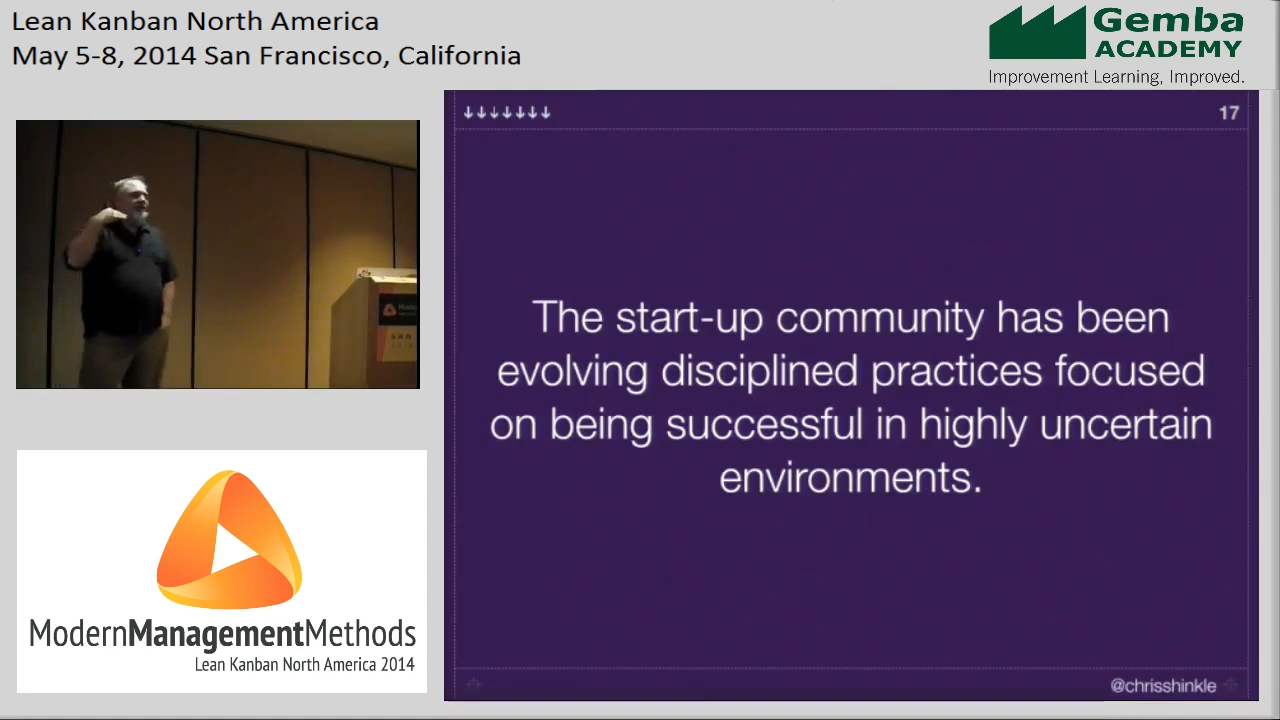 Lean Kanban North America
May 5-8, 2014 San Francisco, California
Gemba
ACADEMY
Improvement Learning, Improved.
↓↓↓↓↓↓↓
17
The start-up community has been
evolving disciplined practices focused
on being successful in highly uncertain
environments.
@chrisshinkle
ModernManagementMethods
Lean Kanban North America 2014